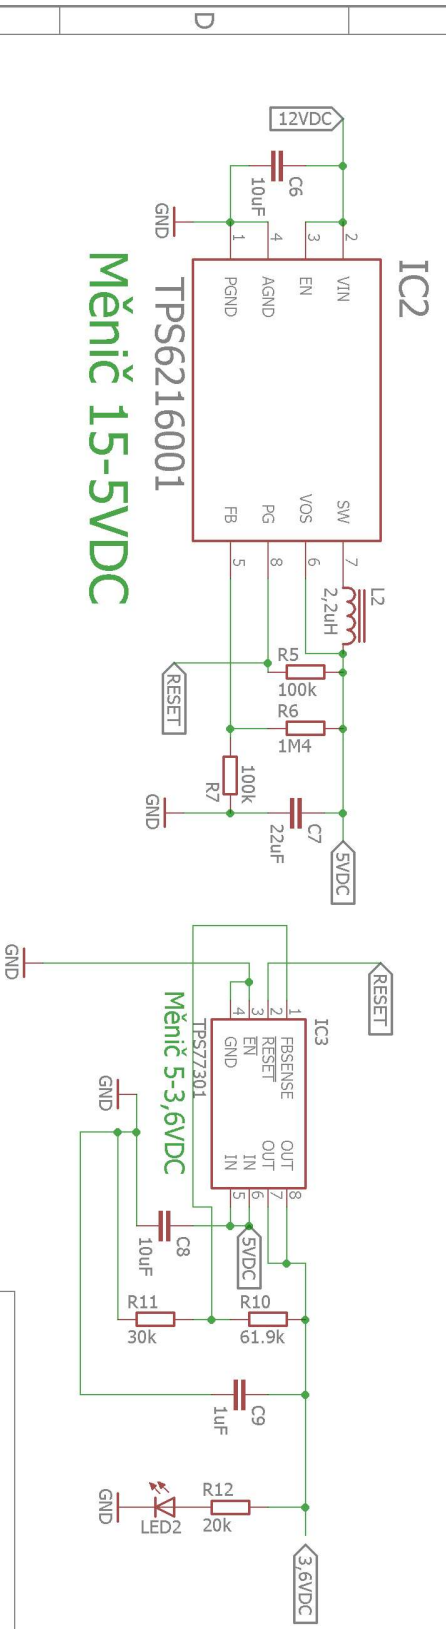 D
12VDC
C6
10uF
GND
IC2
2
3
4
1
VIN
EN
AGND
PGND
TPS6216001
Měnič 15-5VDC
SW
VOS
PG
FB
7
6
8
5
L2
2,2uH
R5
100k
RESET
R6
1M4
100k
R7
GND
C7
22uF
5VDC
RESET
GND
IC3
1
2
3
4
FBSENSE
RESET
EN
GND
TPS77301
Měnič 5-3,6VDC
OUT
OUT
IN
IN
8
7
6
5
GND
5VDC
C8
10uF
R11
30k
R10
61.9k
C9
1uF
R12
20k
LED2
GND
3,6VDC